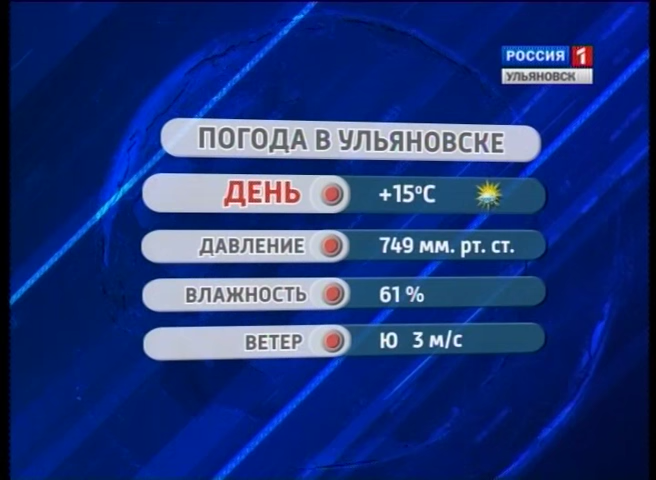 РОССИЯ 1
УЛЬЯНОВСК
ПОГОДА В УЛЬЯНОВСКЕ
ДЕНЬ +15°C
ДАВЛЕНИЕ 749 мм. рт. ст.
ВЛАЖНОСТЬ 61 %
ВЕТЕР Ю 3 м/с